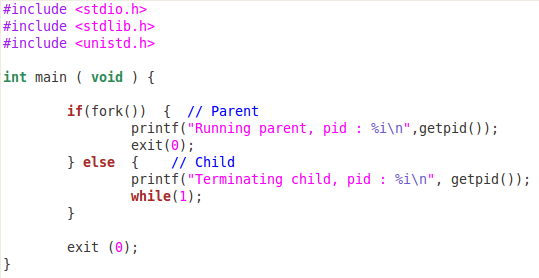 #include <stdio.h>
#include <stdlib.h>
#include <unistd.h>
int main ( void ) {
if(fork())  {  // Parent
printf("Running parent, pid : %i\n",getpid());
exit(0);
} else  {    // Child
printf("Terminating child, pid : %i\n", getpid());
while(1);
}
exit (0);
}